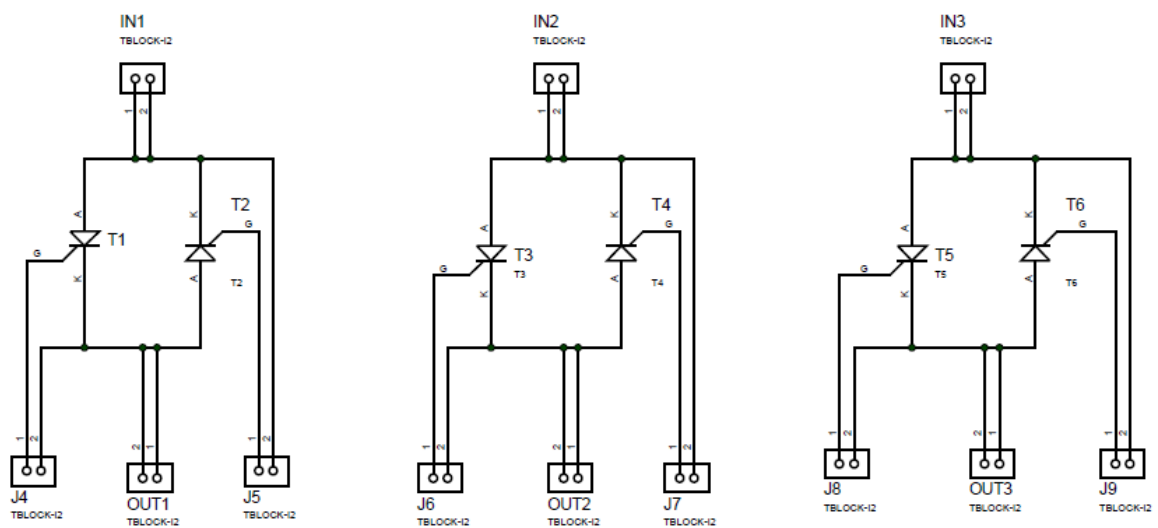 IN1
TBLOCK-I2
IN2
TBLOCK-I2
IN3
TBLOCK-I2
1
2
1
2
1
2
A
K
T2
G
T1
G
K
A
T2
A
K
T4
G
T3
T3
G
K
A
T4
A
K
T6
G
T5
T5
G
K
A
T6
1
2
2
1
1
2
1
2
2
1
1
2
1
2
2
1
1
2
J4
TBLOCK-I2
OUT1
TBLOCK-I2
J5
TBLOCK-I2
J6
TBLOCK-I2
OUT2
TBLOCK-I2
J7
TBLOCK-I2
J8
TBLOCK-I2
OUT3
TBLOCK-I2
J9
TBLOCK-I2